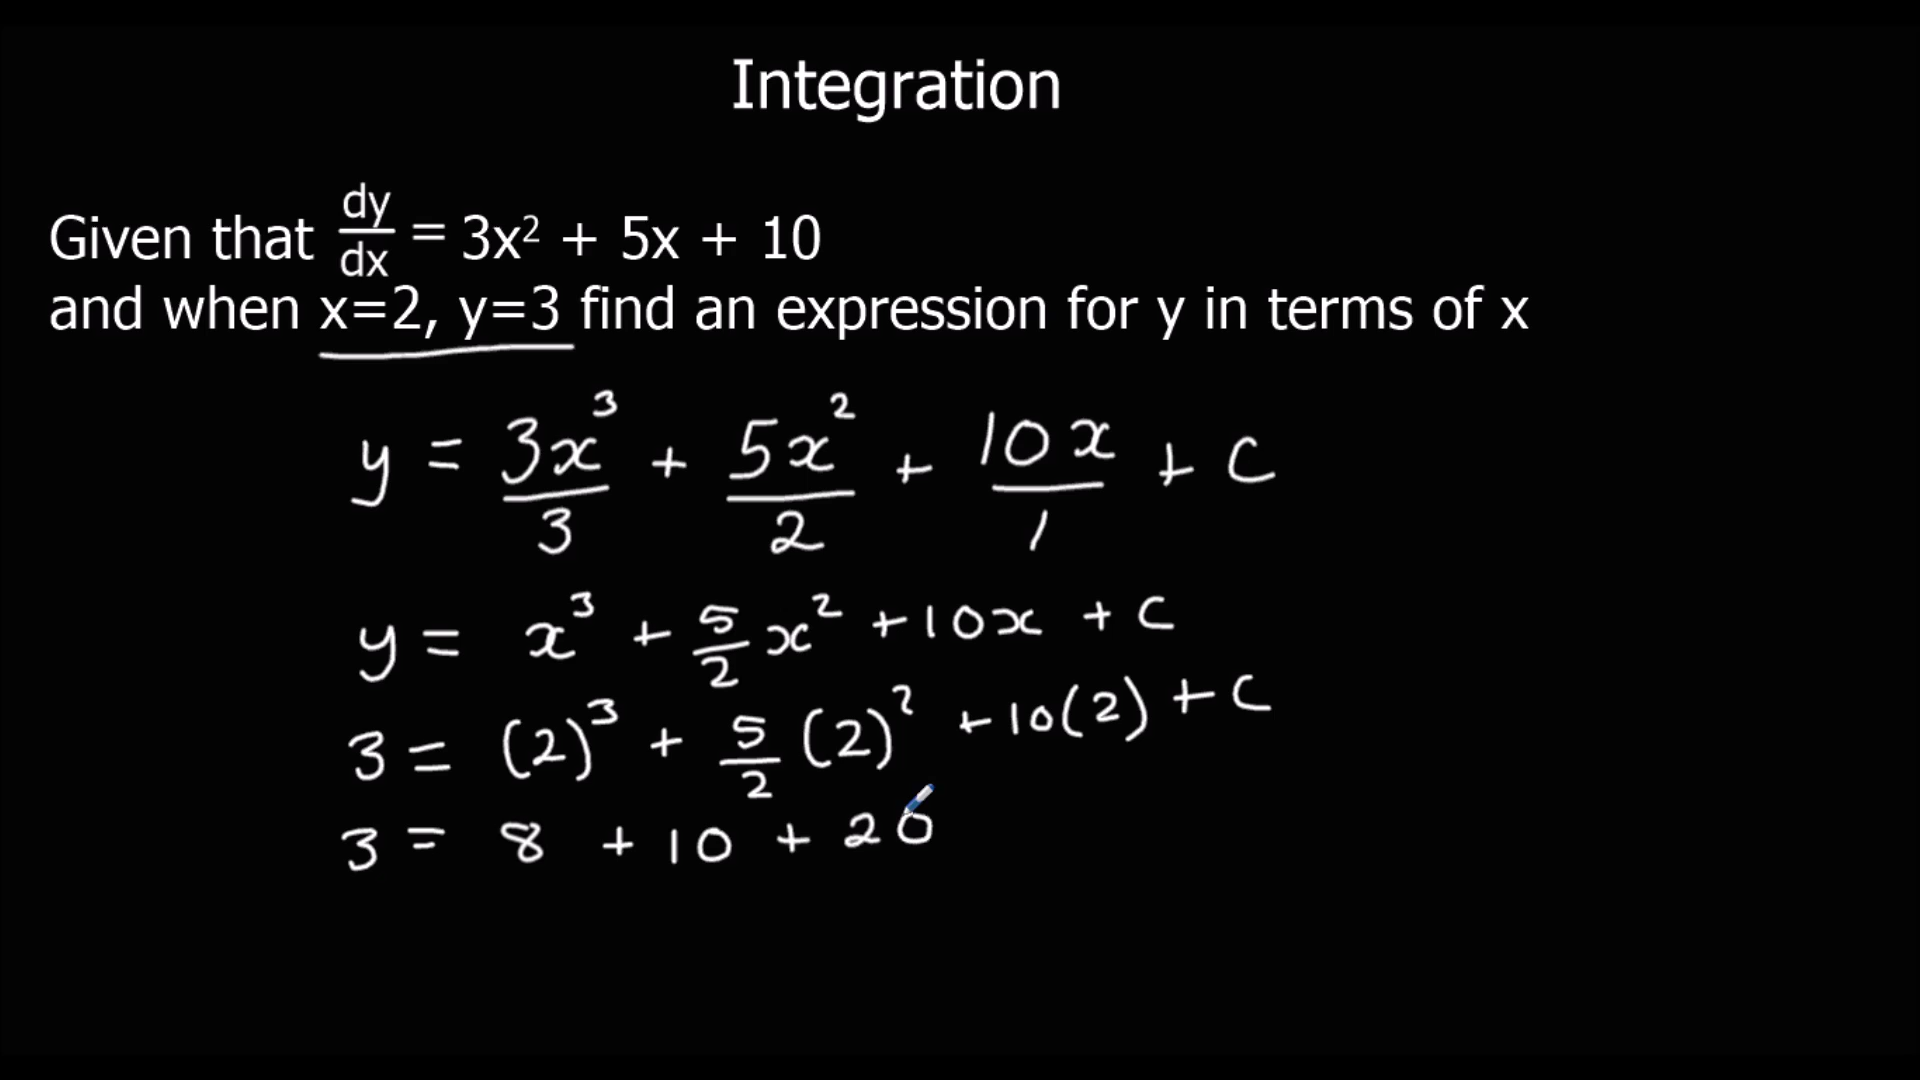 Integration
Given that dy/dx = 3x² + 5x + 10
and when x=2, y=3 find an expression for y in terms of x
y = 3x³/3 + 5x²/2 + 10x/1 + C
y = x³ + 5/2 x² + 10x + C
3 = (2)³ + 5/2 (2)² + 10(2) + C
3 = 8 + 10 + 20